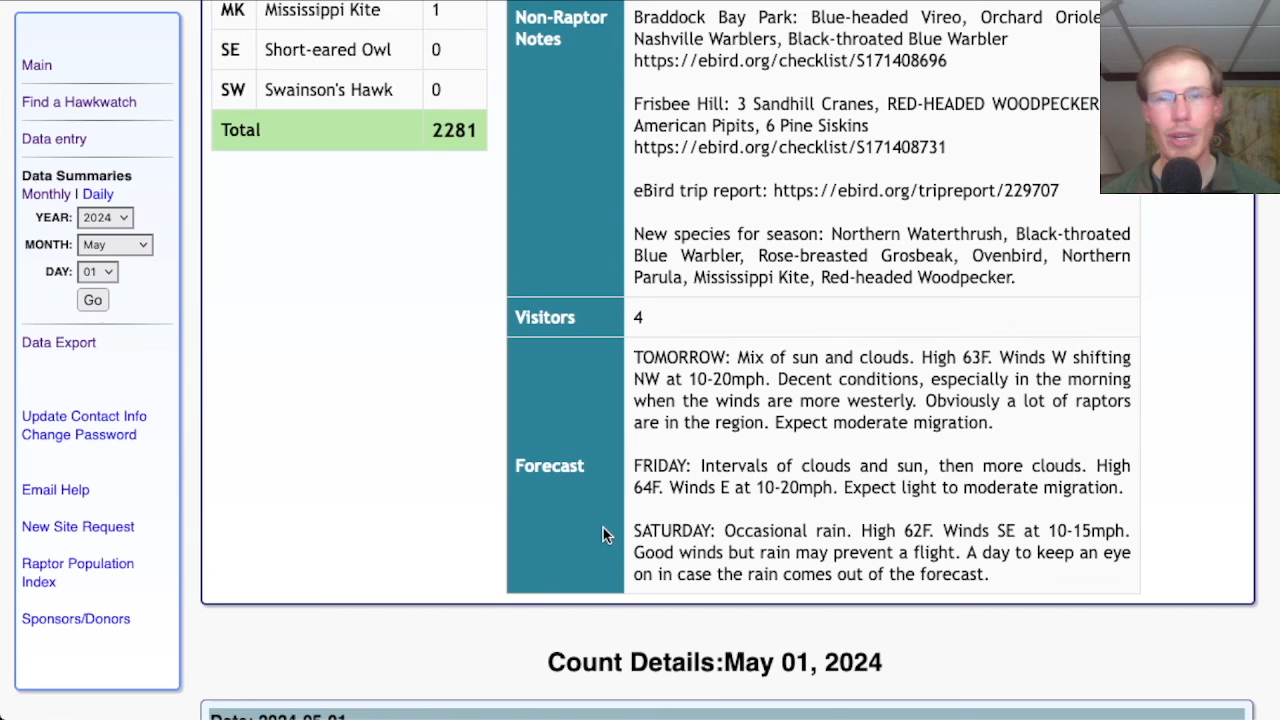 Main
Find a Hawkwatch
Data entry
Data Summaries
Monthly | Daily
YEAR: 2024
MONTH: May
DAY: 01
Go
Data Export
Update Contact Info
Change Password
Email Help
New Site Request
Raptor Population
Index
Sponsors/Donors
MK Mississippi Kite 1
SE Short-eared Owl 0
SW Swainson's Hawk 0
Total 2281
Non-Raptor
Notes
Braddock Bay Park: Blue-headed Vireo, Orchard Oriole
Nashville Warblers, Black-throated Blue Warbler
https://ebird.org/checklist/S171408696
Frisbee Hill: 3 Sandhill Cranes, RED-HEADED WOODPECKER
American Pipits, 6 Pine Siskins
https://ebird.org/checklist/S171408731
eBird trip report: https://ebird.org/tripreport/229707
New species for season: Northern Waterthrush, Black-throated
Blue Warbler, Rose-breasted Grosbeak, Ovenbird, Northern
Parula, Mississippi Kite, Red-headed Woodpecker.
Visitors
4
Forecast
TOMORROW: Mix of sun and clouds. High 63F. Winds W shifting
NW at 10-20mph. Decent conditions, especially in the morning
when the winds are more westerly. Obviously a lot of raptors
are in the region. Expect moderate migration.
FRIDAY: Intervals of clouds and sun, then more clouds. High
64F. Winds E at 10-20mph. Expect light to moderate migration.
SATURDAY: Occasional rain. High 62F. Winds SE at 10-15mph.
Good winds but rain may prevent a flight. A day to keep an eye
on in case the rain comes out of the forecast.
Count Details:May 01, 2024
Date: 2024-05-01